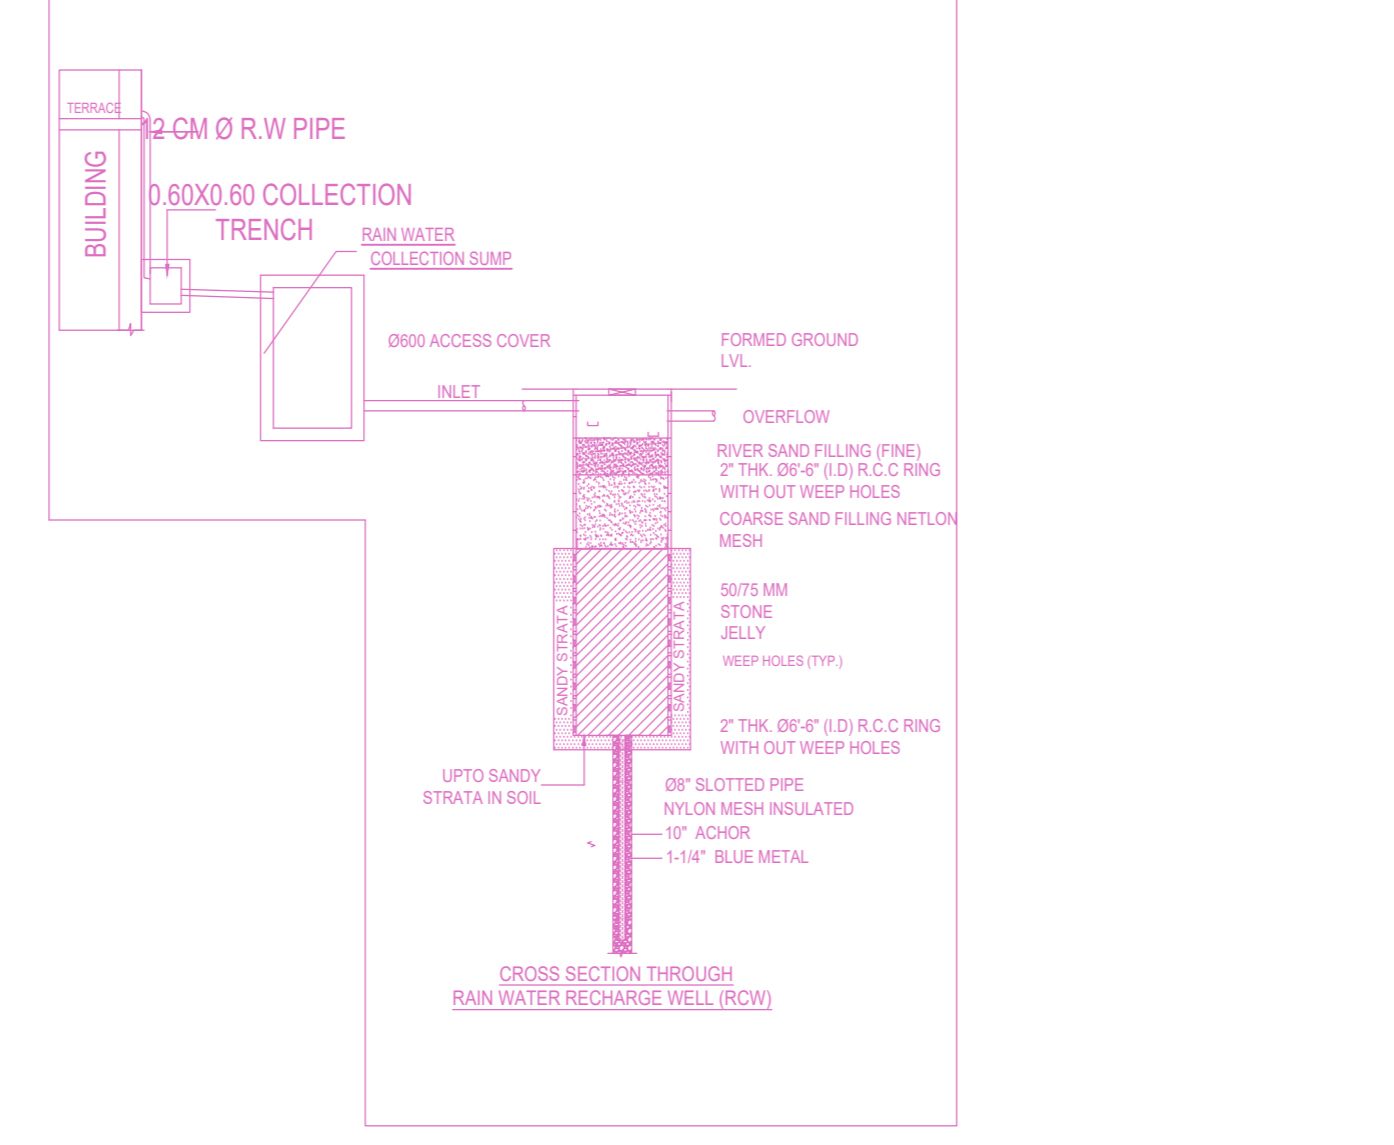 TERRACE
12 CM Ø R.W PIPE
BUILDING
0.60X0.60 COLLECTION
TRENCH
RAIN WATER
COLLECTION SUMP
Ø600 ACCESS COVER
FORMED GROUND
LVL.
INLET
OVERFLOW
RIVER SAND FILLING (FINE)
2" THK. Ø6'-6" (I.D) R.C.C RING
WITH OUT WEEP HOLES
COARSE SAND FILLING NETLON
MESH
50/75 MM
STONE
JELLY
SANDY STRATA
SANDY STRATA
WEEP HOLES (TYP.)
2" THK. Ø6'-6" (I.D) R.C.C RING
WITH OUT WEEP HOLES
UPTO SANDY
STRATA IN SOIL
Ø8" SLOTTED PIPE
NYLON MESH INSULATED
10" ACHOR
1-1/4" BLUE METAL
CROSS SECTION THROUGH
RAIN WATER RECHARGE WELL (RCW)